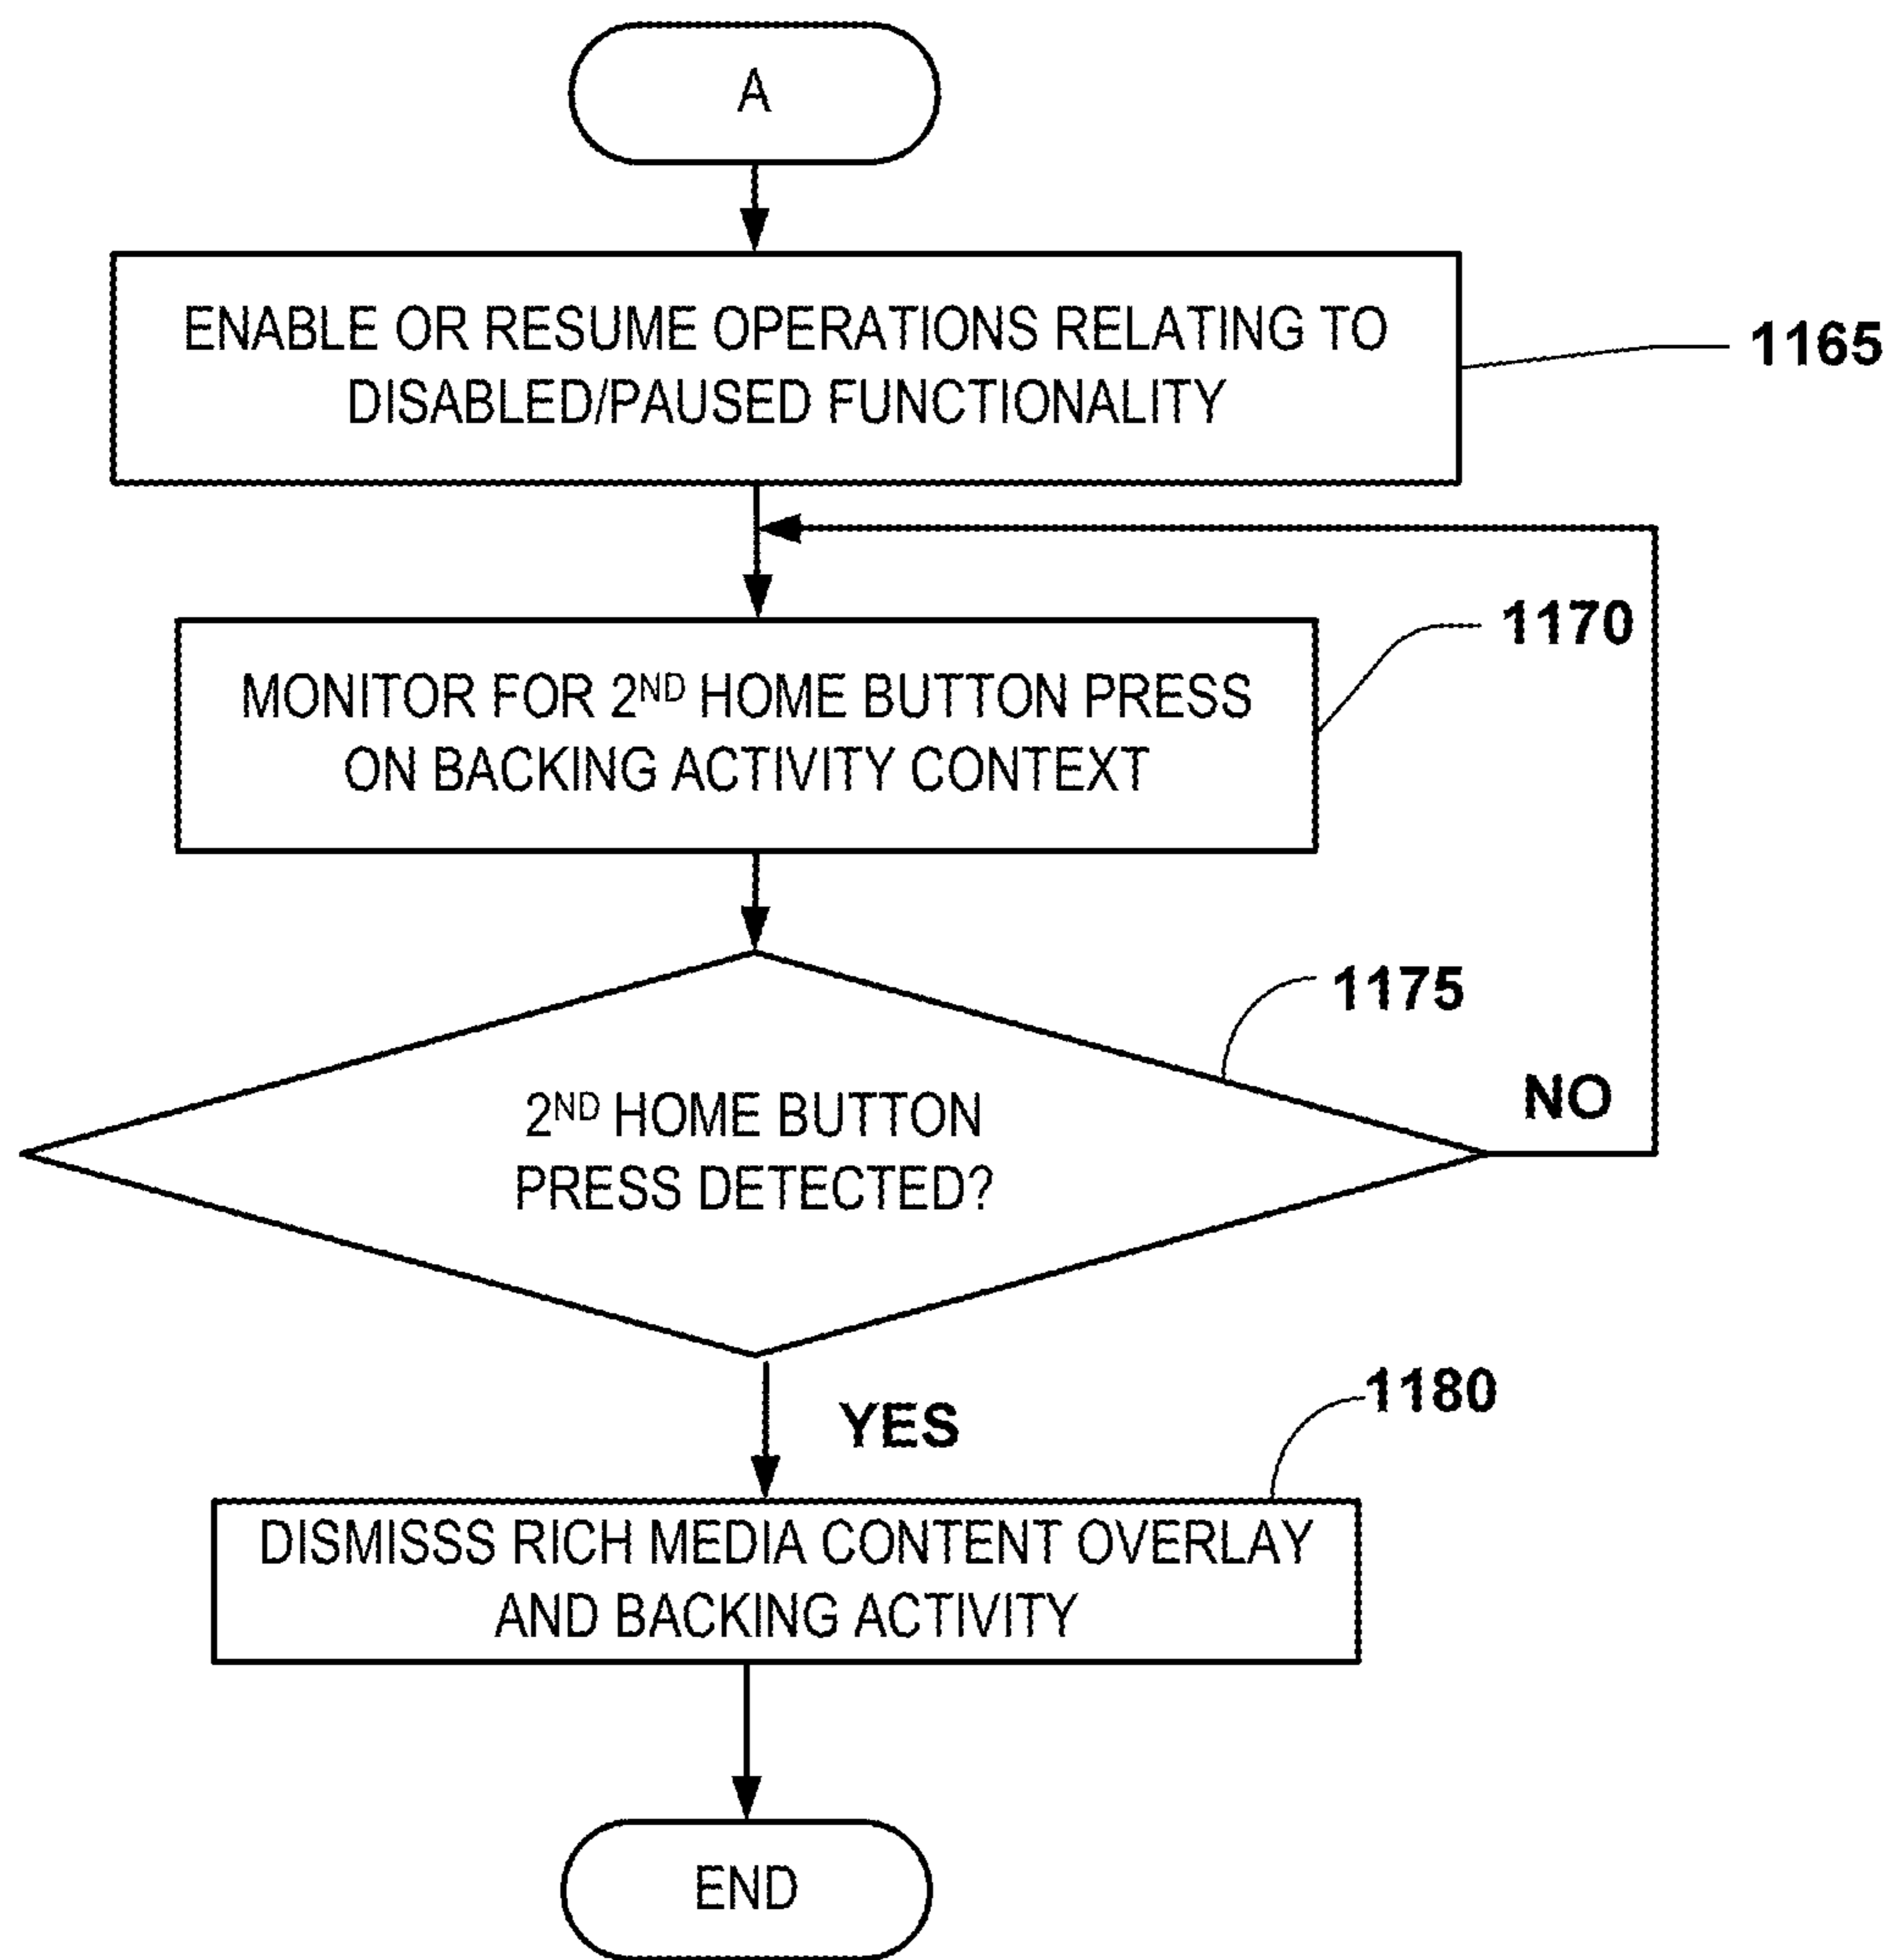 A
ENABLE OR RESUME OPERATIONS RELATING TO
DISABLED/PAUSED FUNCTIONALITY
1165
MONITOR FOR 2ND HOME BUTTON PRESS
ON BACKING ACTIVITY CONTEXT
1170
2ND HOME BUTTON
PRESS DETECTED?
1175
NO
YES
DISMISSS RICH MEDIA CONTENT OVERLAY
AND BACKING ACTIVITY
1180
END